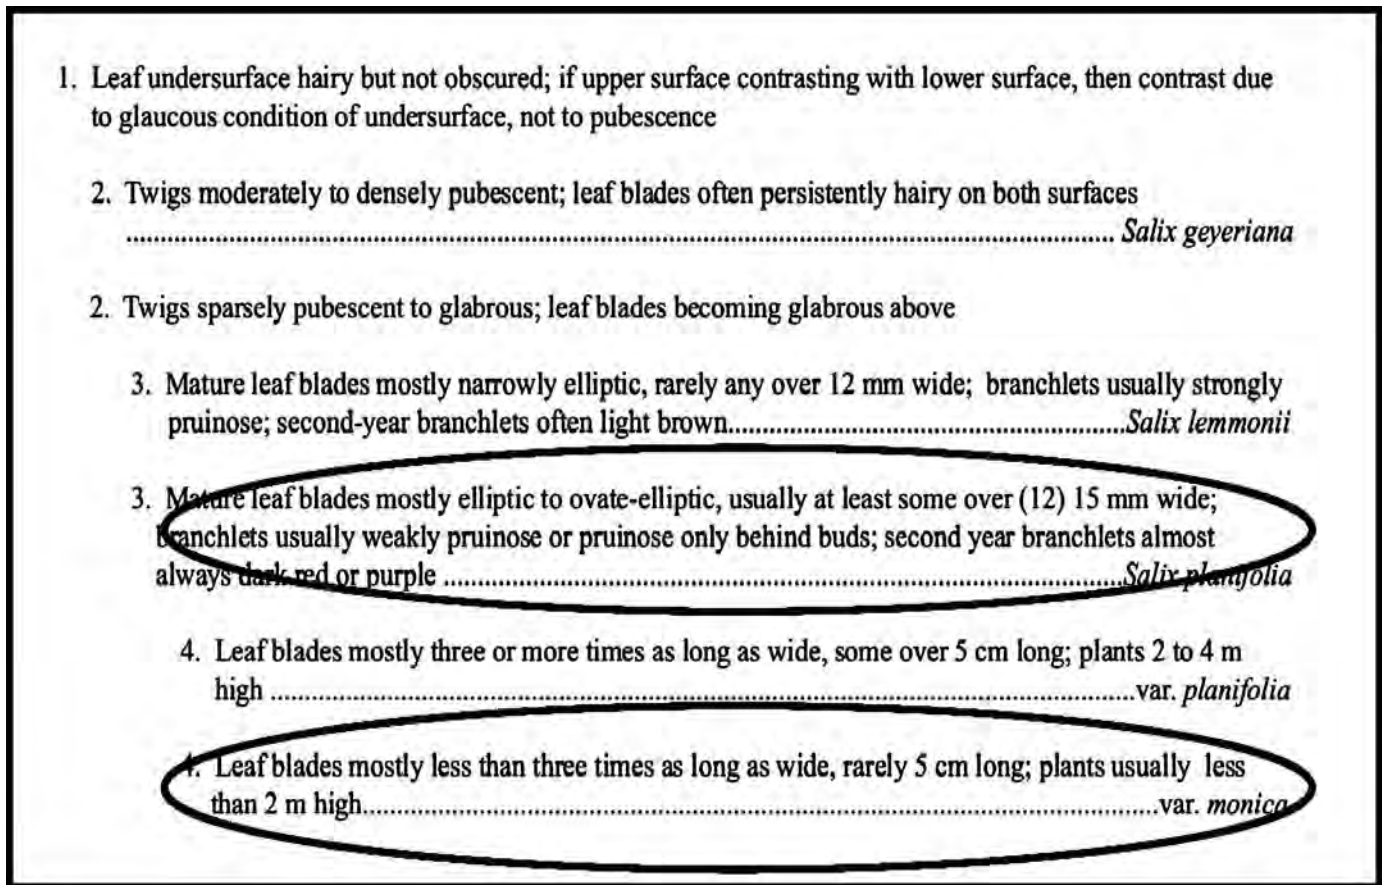 1. Leaf undersurface hairy but not obscured; if upper surface contrasting with lower surface, then contrast due
to glaucous condition of undersurface, not to pubescence
2. Twigs moderately to densely pubescent; leaf blades often persistently hairy on both surfaces
.......................................................................................................................................... Salix geyeriana
2. Twigs sparsely pubescent to glabrous; leaf blades becoming glabrous above
3. Mature leaf blades mostly narrowly elliptic, rarely any over 12 mm wide; branchlets usually strongly
pruinose; second-year branchlets often light brown........................................................Salix lemmonii
3. Mature leaf blades mostly elliptic to ovate-elliptic, usually at least some over (12) 15 mm wide;
branchlets usually weakly pruinose or pruinose only behind buds; second year branchlets almost
always dark red or purple ................................................................................................Salix planifolia
4. Leaf blades mostly three or more times as long as wide, some over 5 cm long; plants 2 to 4 m
high ..........................................................................................................................var. planifolia
4. Leaf blades mostly less than three times as long as wide, rarely 5 cm long; plants usually less
than 2 m high................................................................................................................var. monica